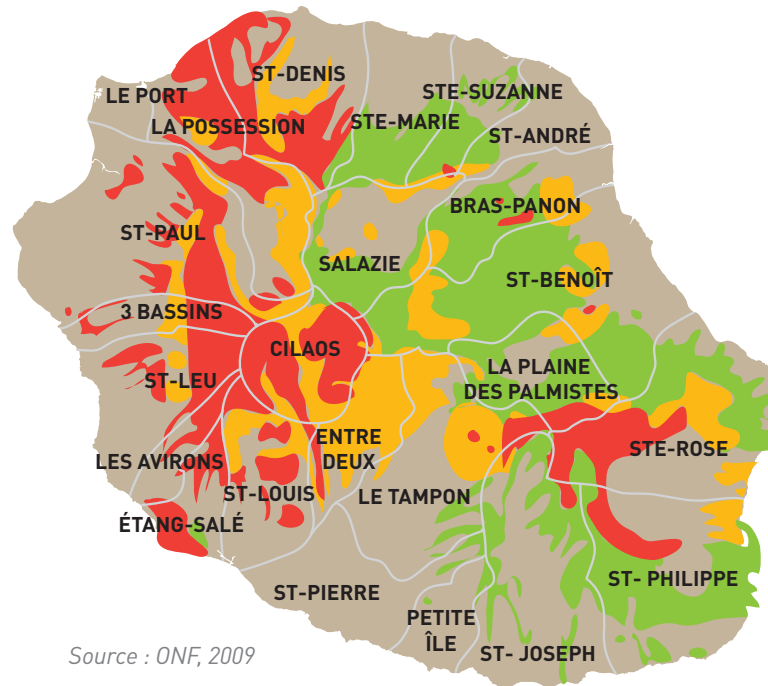 ST-DENIS
LE PORT
STE-SUZANNE
LA POSSESSION
STE-MARIE
ST-ANDRÉ
BRAS-PANON
ST-PAUL
SALAZIE
ST-BENOÎT
3 BASSINS
CILAOS
ST-LEU
LA PLAINE
DES PALMISTES
ENTRE
DEUX
STE-ROSE
LES AVIRONS
ST-LOUIS
LE TAMPON
ÉTANG-SALÉ
ST- PHILIPPE
ST-PIERRE
PETITE
ÎLE
ST- JOSEPH
Source : ONF, 2009